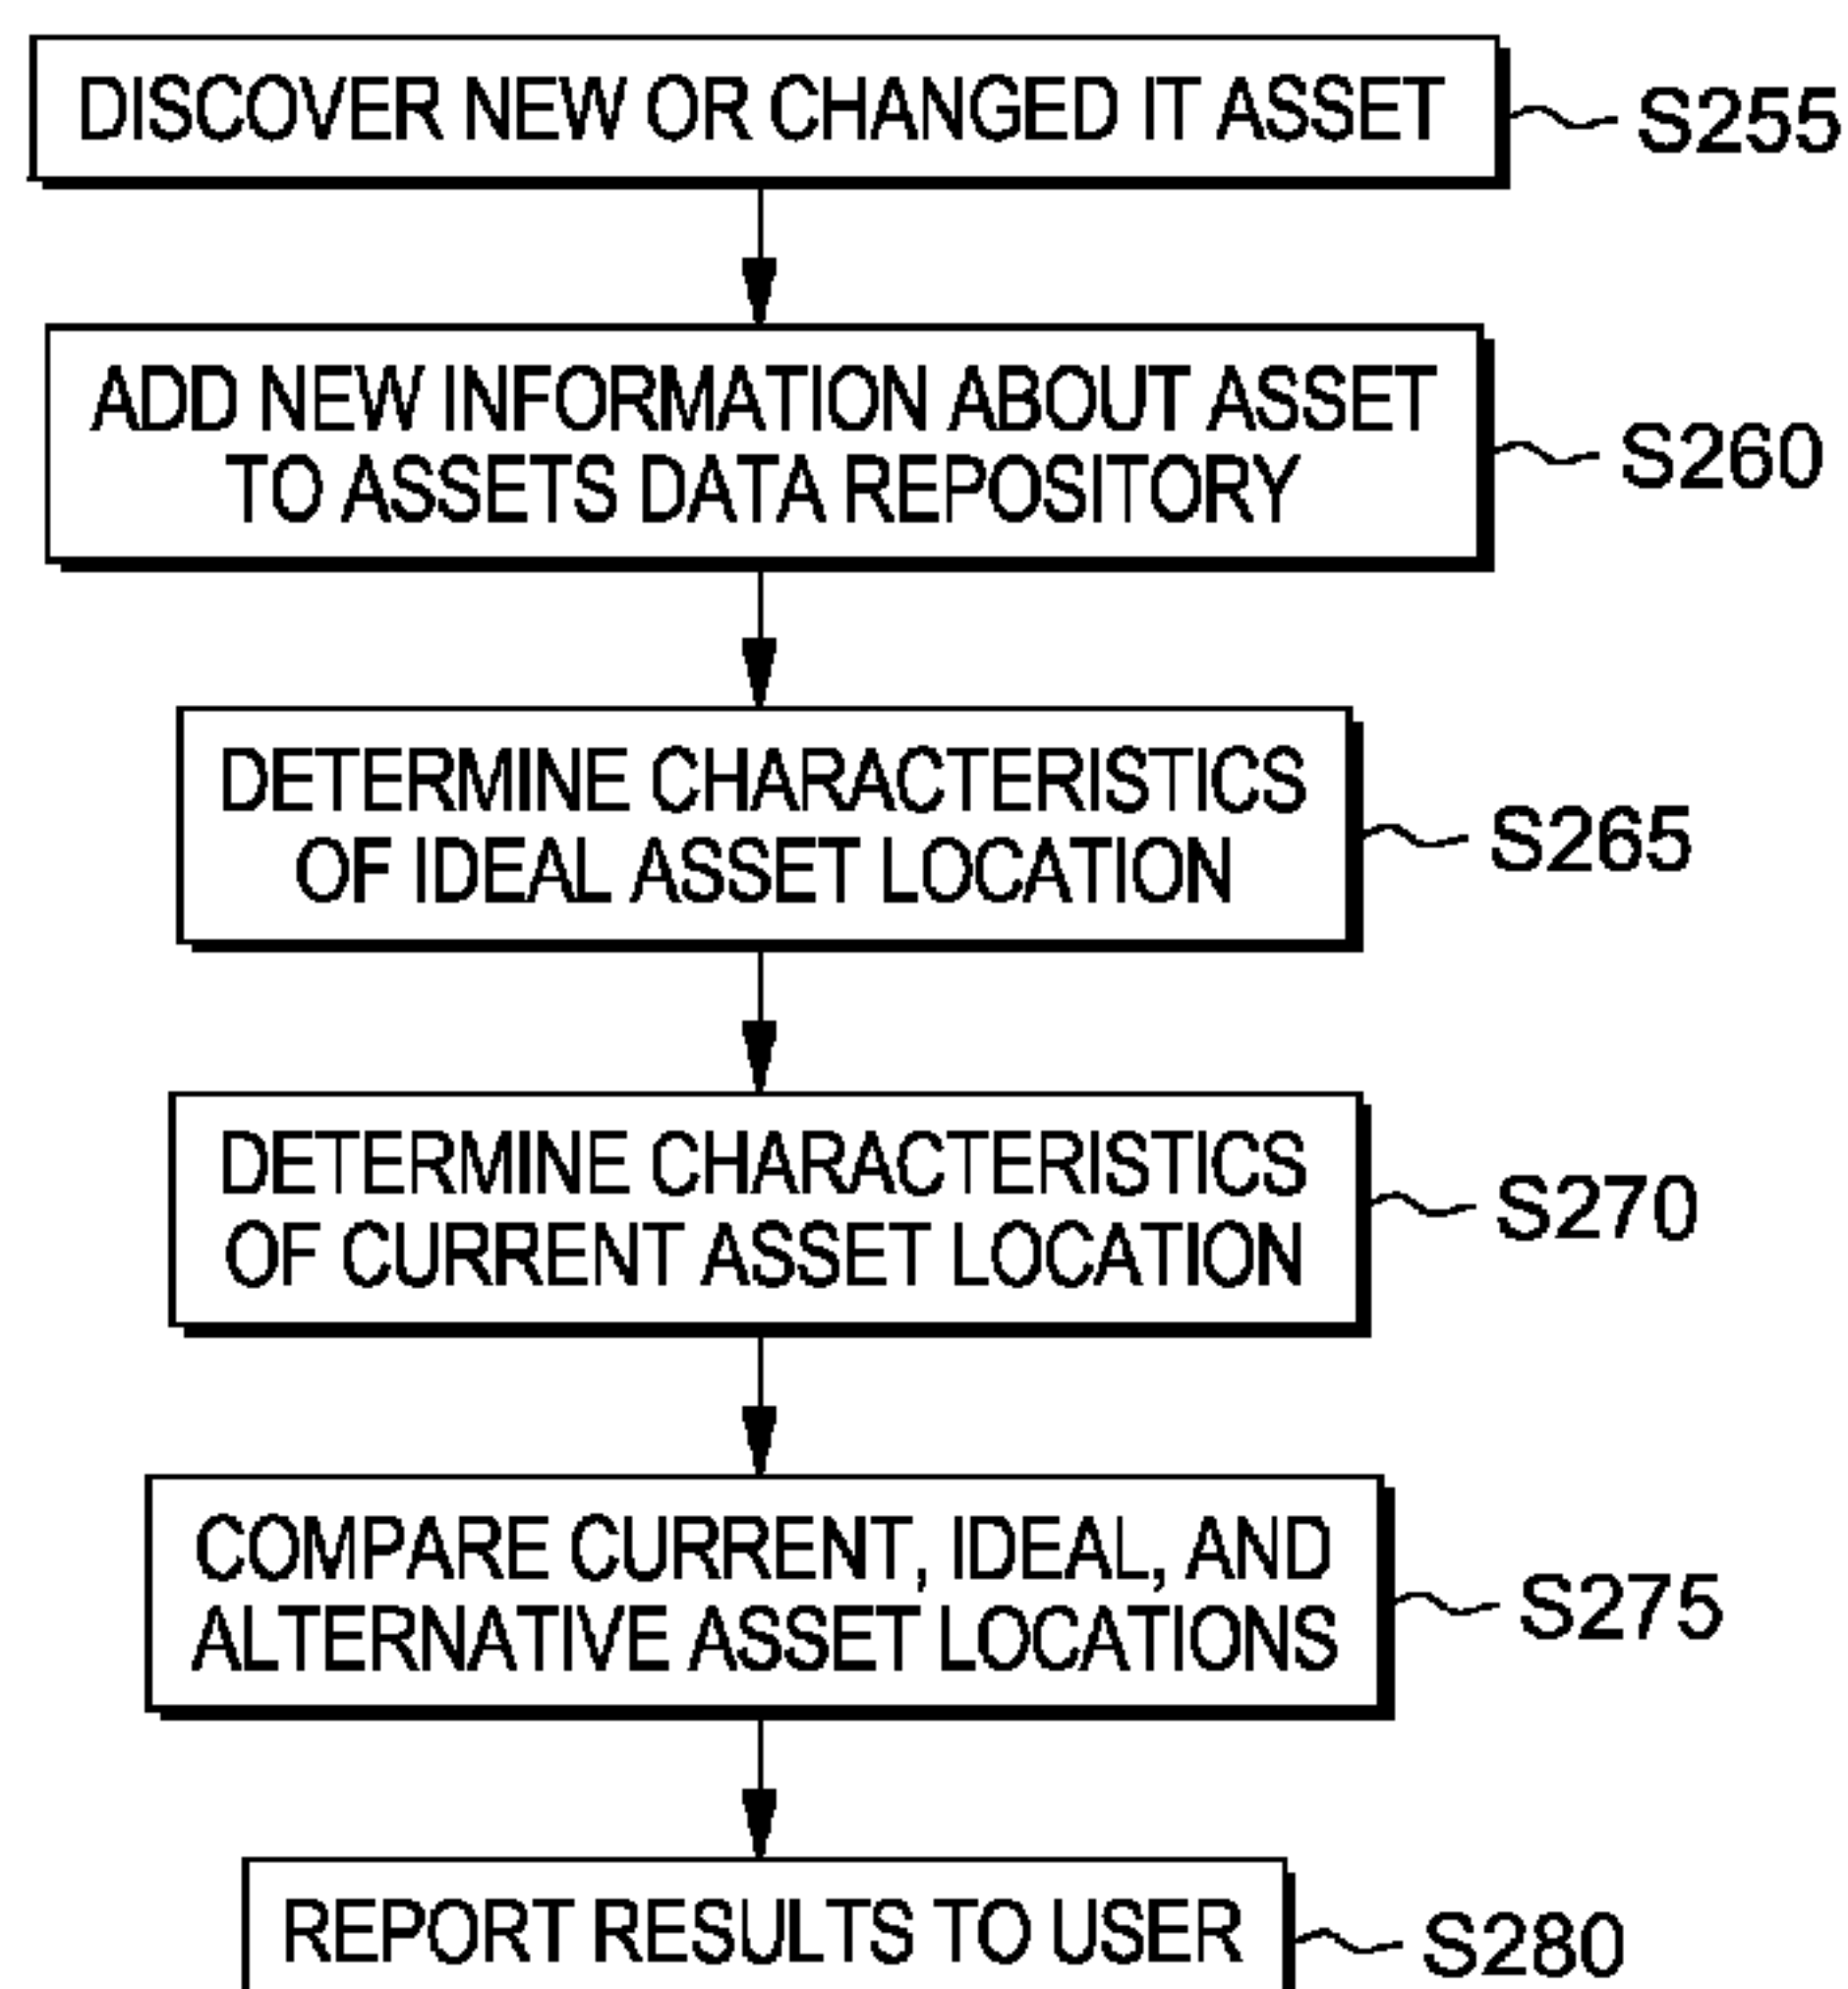 DISCOVER NEW OR CHANGED IT ASSET
S255
ADD NEW INFORMATION ABOUT ASSET
TO ASSETS DATA REPOSITORY
S260
DETERMINE CHARACTERISTICS
OF IDEAL ASSET LOCATION
S265
DETERMINE CHARACTERISTICS
OF CURRENT ASSET LOCATION
S270
COMPARE CURRENT, IDEAL, AND
ALTERNATIVE ASSET LOCATIONS
S275
REPORT RESULTS TO USER
S280